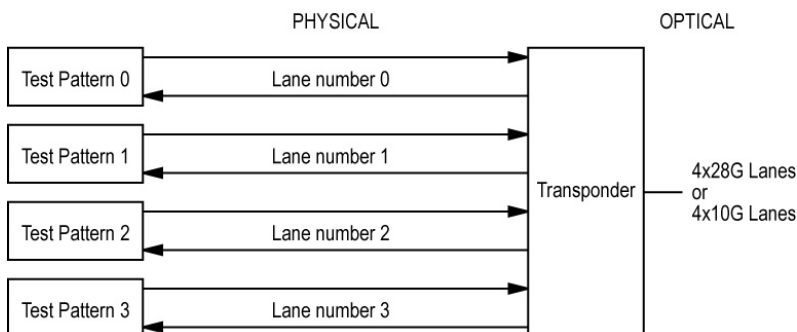 PHYSICAL OPTICAL
Test Pattern 0 Lane number 0
Test Pattern 1 Lane number 1
Transponder
4x28G Lanes
or
4x10G Lanes
Test Pattern 2 Lane number 2
Test Pattern 3 Lane number 3